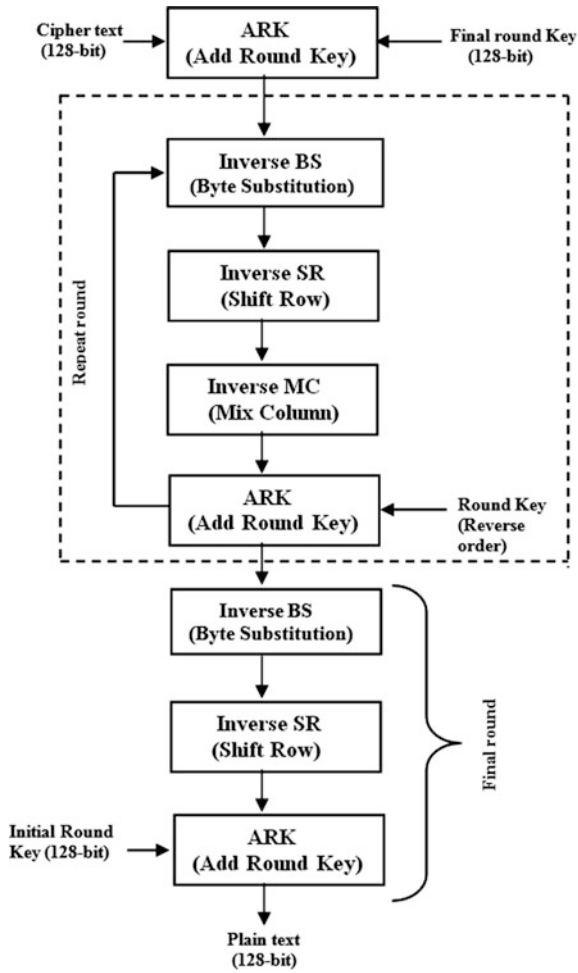 Cipher text
(128-bit)
ARK
(Add Round Key)
Final round Key
(128-bit)
Inverse BS
(Byte Substitution)
Inverse SR
(Shift Row)
Repeat round
Inverse MC
(Mix Column)
ARK
(Add Round Key)
Round Key
(Reverse
order)
Inverse BS
(Byte Substitution)
Inverse SR
(Shift Row)
Final round
Initial Round
Key (128-bit)
ARK
(Add Round Key)
Plain text
(128-bit)